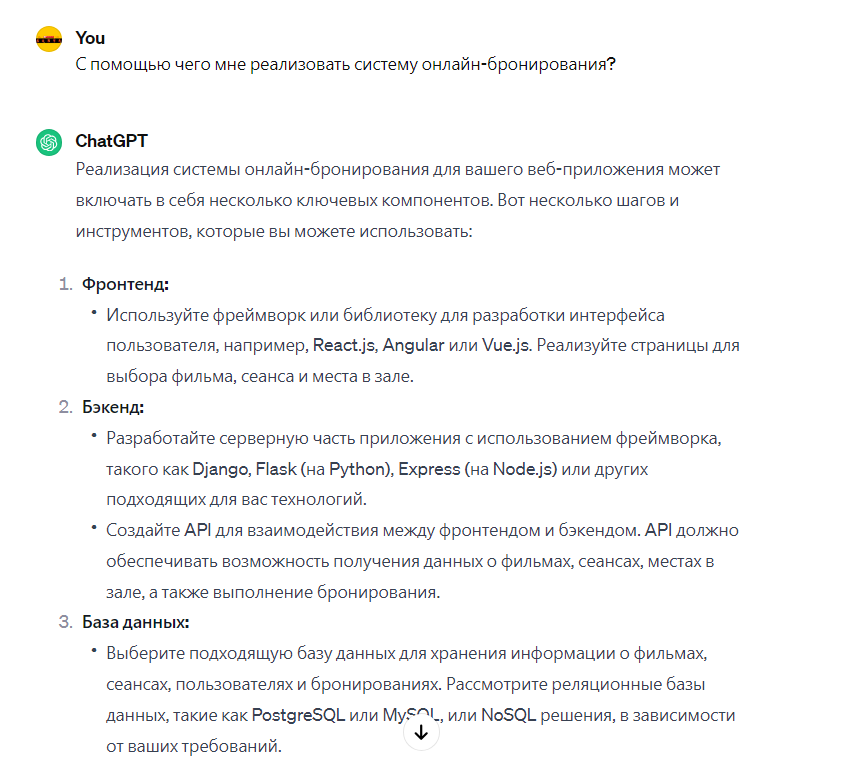 You
С помощью чего мне реализовать систему онлайн-бронирования?
ChatGPT
Реализация системы онлайн-бронирования для вашего веб-приложения может
включать в себя несколько ключевых компонентов. Вот несколько шагов и
инструментов, которые вы можете использовать:
1. Фронтенд:
• Используйте фреймворк или библиотеку для разработки интерфейса
пользователя, например, React.js, Angular или Vue.js. Реализуйте страницы для
выбора фильма, сеанса и места в зале.
2. Бэкенд:
• Разработайте серверную часть приложения с использованием фреймворка,
такого как Django, Flask (на Python), Express (на Node.js) или других
подходящих для вас технологий.
• Создайте API для взаимодействия между фронтендом и бэкендом. API должно
обеспечивать возможность получения данных о фильмах, сеансах, местах в
зале, а также выполнение бронирования.
3. База данных:
• Выберите подходящую базу данных для хранения информации о фильмах,
сеансах, пользователях и бронированиях. Рассмотрите реляционные базы
данных, такие как PostgreSQL или MySQL, или NoSQL решения, в зависимости
от ваших требований.